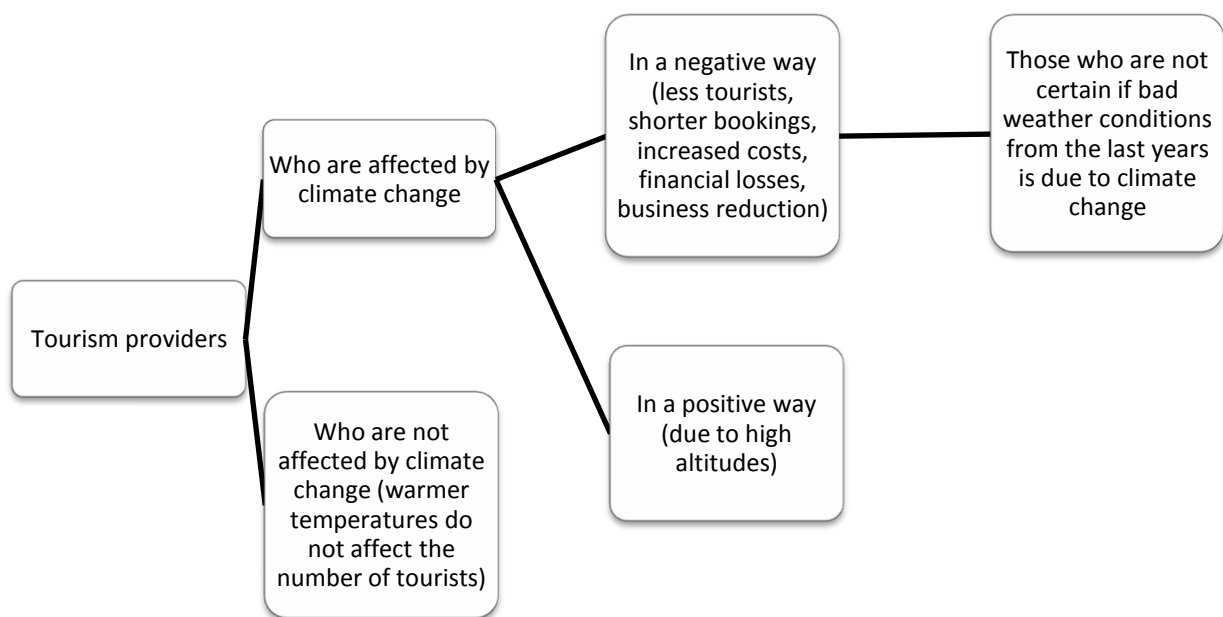 Tourism providers
Who are affected by
climate change
Who are not
affected by climate
change (warmer
temperatures do
not affect the
number of tourists)
In a negative way
(less tourists,
shorter bookings,
increased costs,
financial losses,
business reduction)
In a positive way
(due to high
altitudes)
Those who are not
certain if bad
weather conditions
from the last years
is due to climate
change